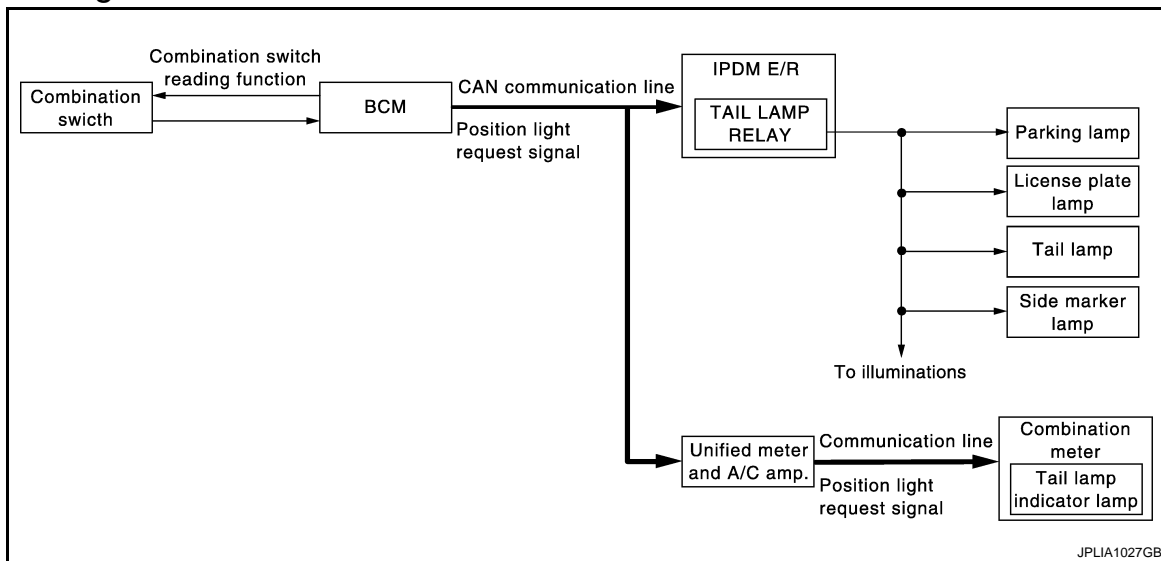 Combination switch
reading function
Combination
swicth
BCM
CAN communication line
Position light
request signal
IPDM E/R
TAIL LAMP
RELAY
Parking lamp
License plate
lamp
Tail lamp
Side marker
lamp
To illuminations
Unified meter
and A/C amp.
Communication line
Position light
request signal
Combination
meter
Tail lamp
indicator lamp
JPLIA1027GB